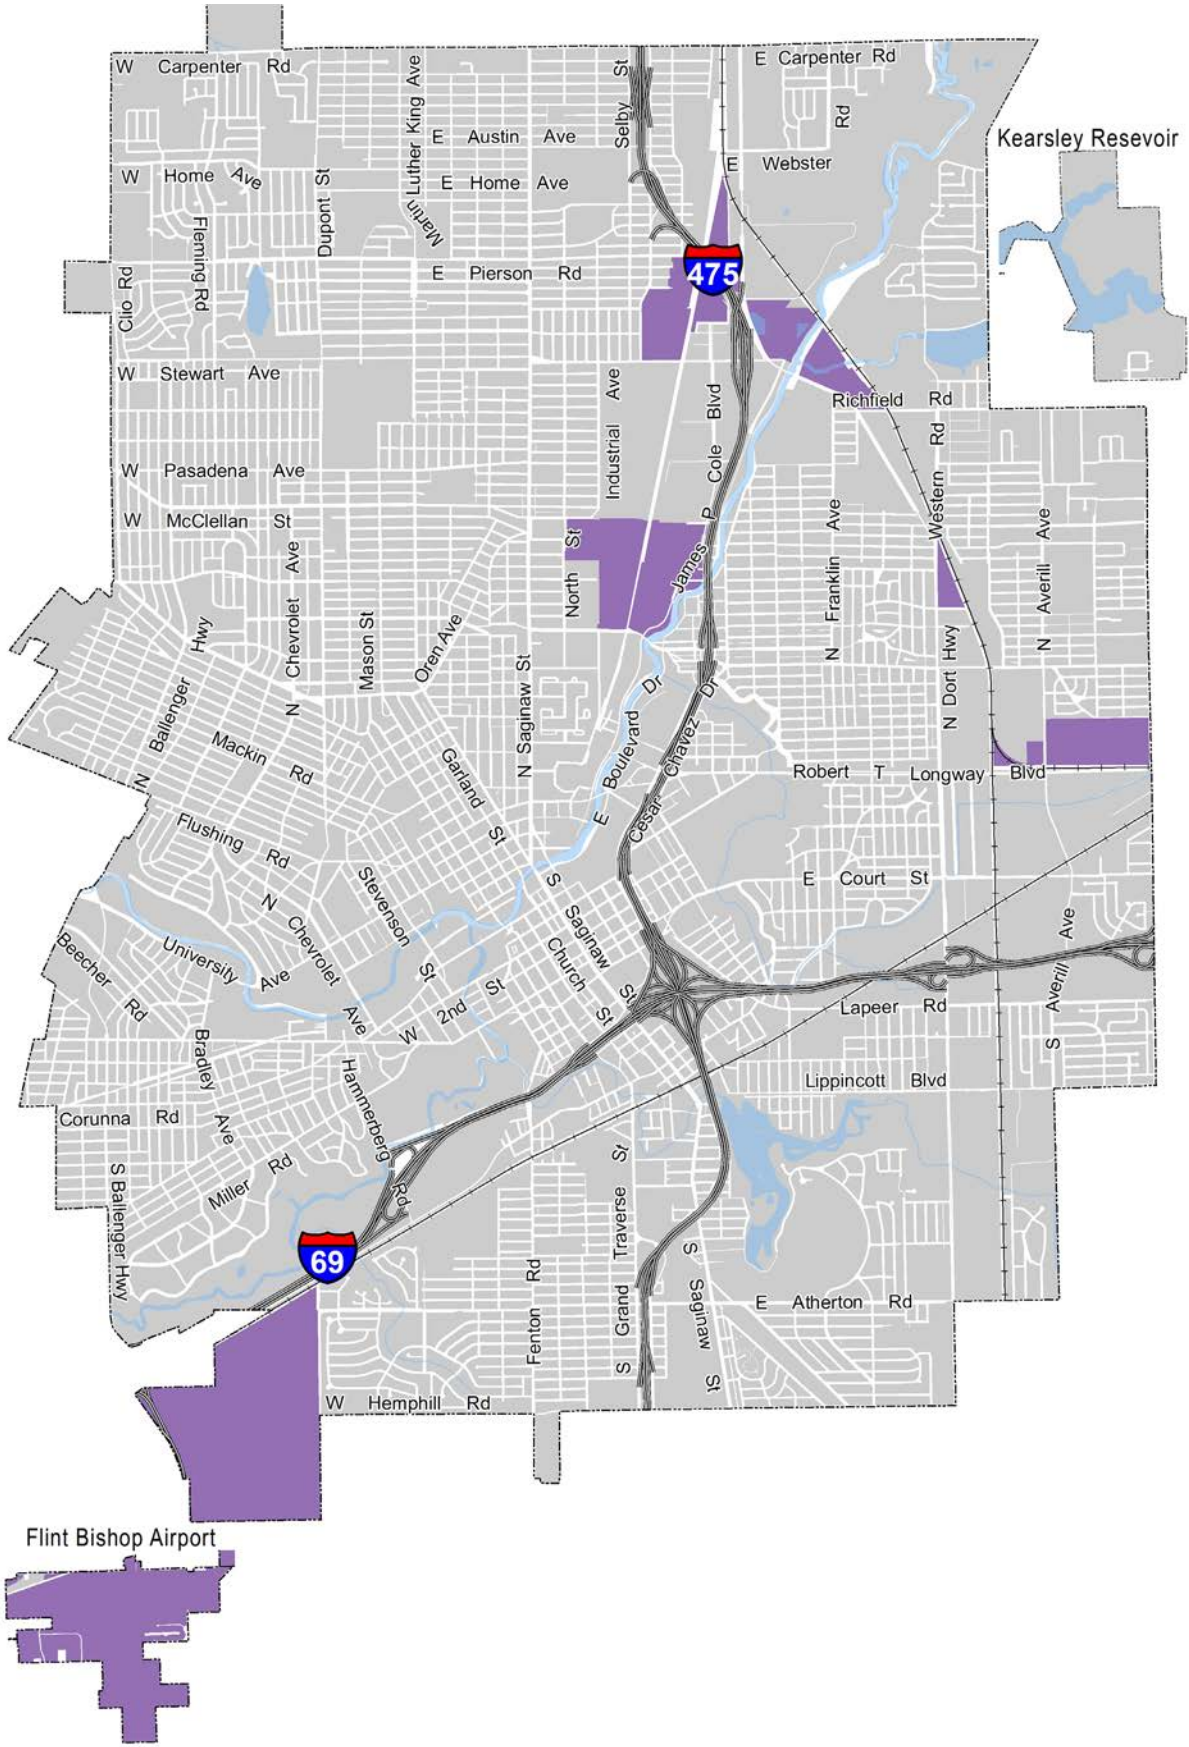 W Carpenter Rd
E Carpenter Rd
Selby St
Martin Luther King Ave
Rd
E Austin Ave
Kearsley Resevoir
E Webster
W Home Ave
E Home Ave
Dupont St
Fleming Rd
Clio Rd
E Pierson Rd
475
W Stewart Ave
Industrial Ave
James P Cole Blvd
Richfield Rd
Western Rd
W Pasadena Ave
W McClellan St
N Chevrolet Ave
Mason St
Oren Ave
North St
N Franklin Ave
N Averill Ave
N Ballenger Hwy
N Saginaw St
N Dort Hwy
E Boulevard Dr
Cesar Chavez Dr
Mackin Rd
Garland St
Robert T Longway Blvd
Flushing Rd
N Chevrolet Ave
Stevenson St
S Saginaw St
Church St
E Court St
University Ave
Beecher Rd
W 2nd St
S Averill Ave
Lapeer Rd
Bradley Ave
Hammerberg Rd
Lippincott Blvd
Corunna Rd
Miller Rd
S Ballenger Hwy
S Grand Traverse St
69
Fenton Rd
S Saginaw St
E Atherton Rd
W Hemphill Rd
Flint Bishop Airport